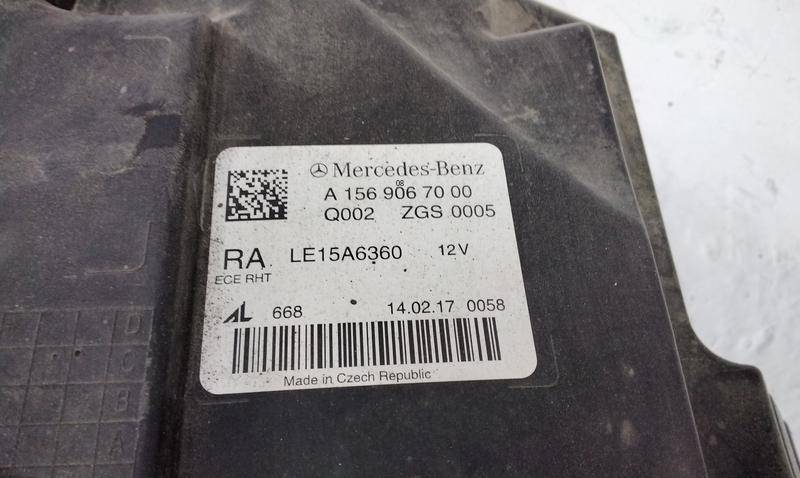 Mercedes-Benz
08
A 156 906 70 00
Q002 ZGS 0005
RA LE15A6360 12V
ECE RHT
AL 668 14.02.17 0058
Made in Czech Republic
D
C
B
A